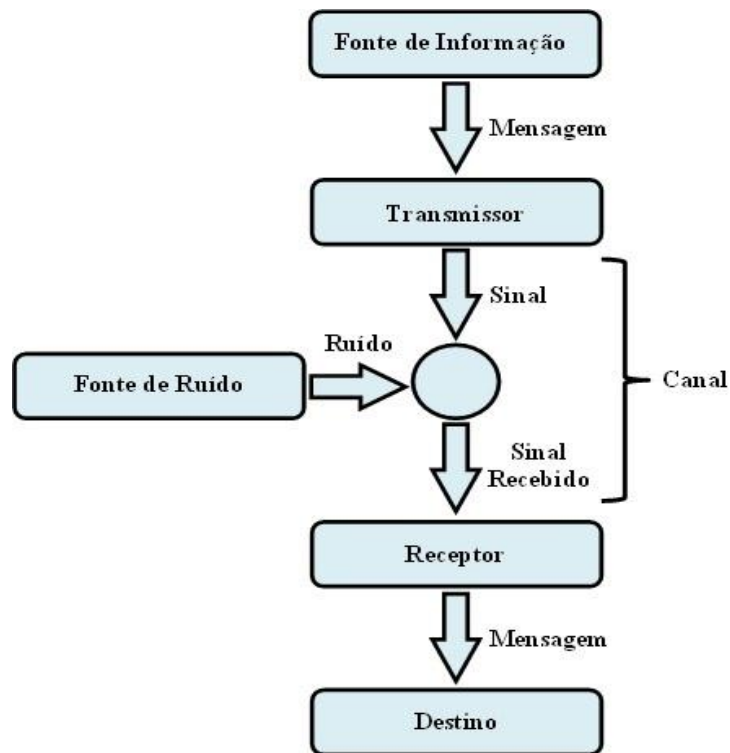 Fonte de Informação
Mensagem
Transmissor
Sinal
Ruído
Fonte de Ruído
Canal
Sinal
Recebido
Receptor
Mensagem
Destino